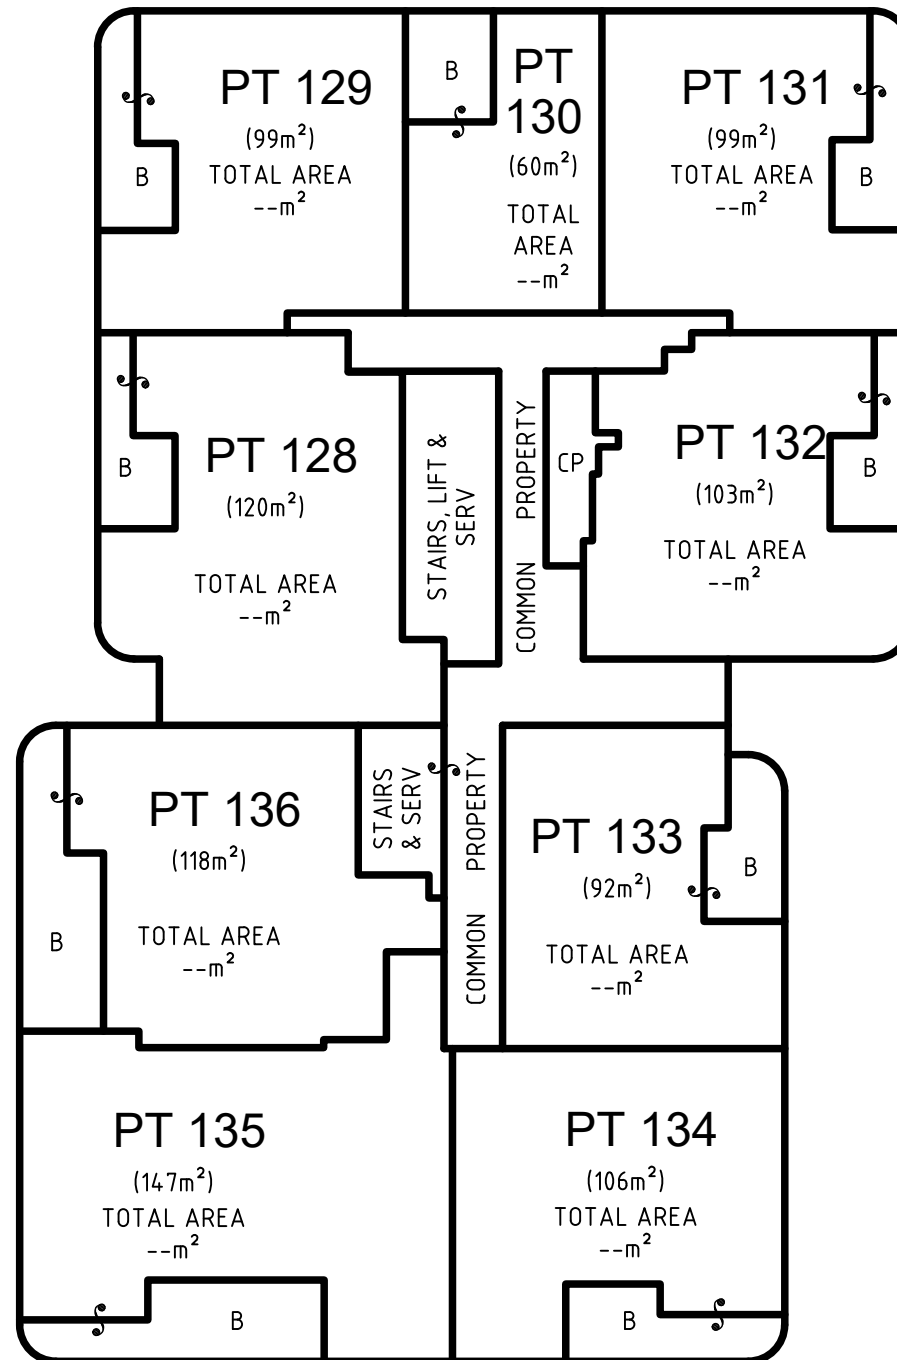 PT 129
(99m²)
TOTAL AREA
--m²
B
B
PT
130
(60m²)
TOTAL
AREA
--m²
PT 131
(99m²)
TOTAL AREA
--m²
B
PT 128
(120m²)
TOTAL AREA
--m²
B
STAIRS, LIFT &
SERV
COMMON PROPERTY
CP
PT 132
(103m²)
TOTAL AREA
--m²
B
PT 136
(118m²)
TOTAL AREA
--m²
B
STAIRS
& SERV
COMMON PROPERTY
PT 133
(92m²)
TOTAL AREA
--m²
B
PT 135
(147m²)
TOTAL AREA
--m²
B
PT 134
(106m²)
TOTAL AREA
--m²
B